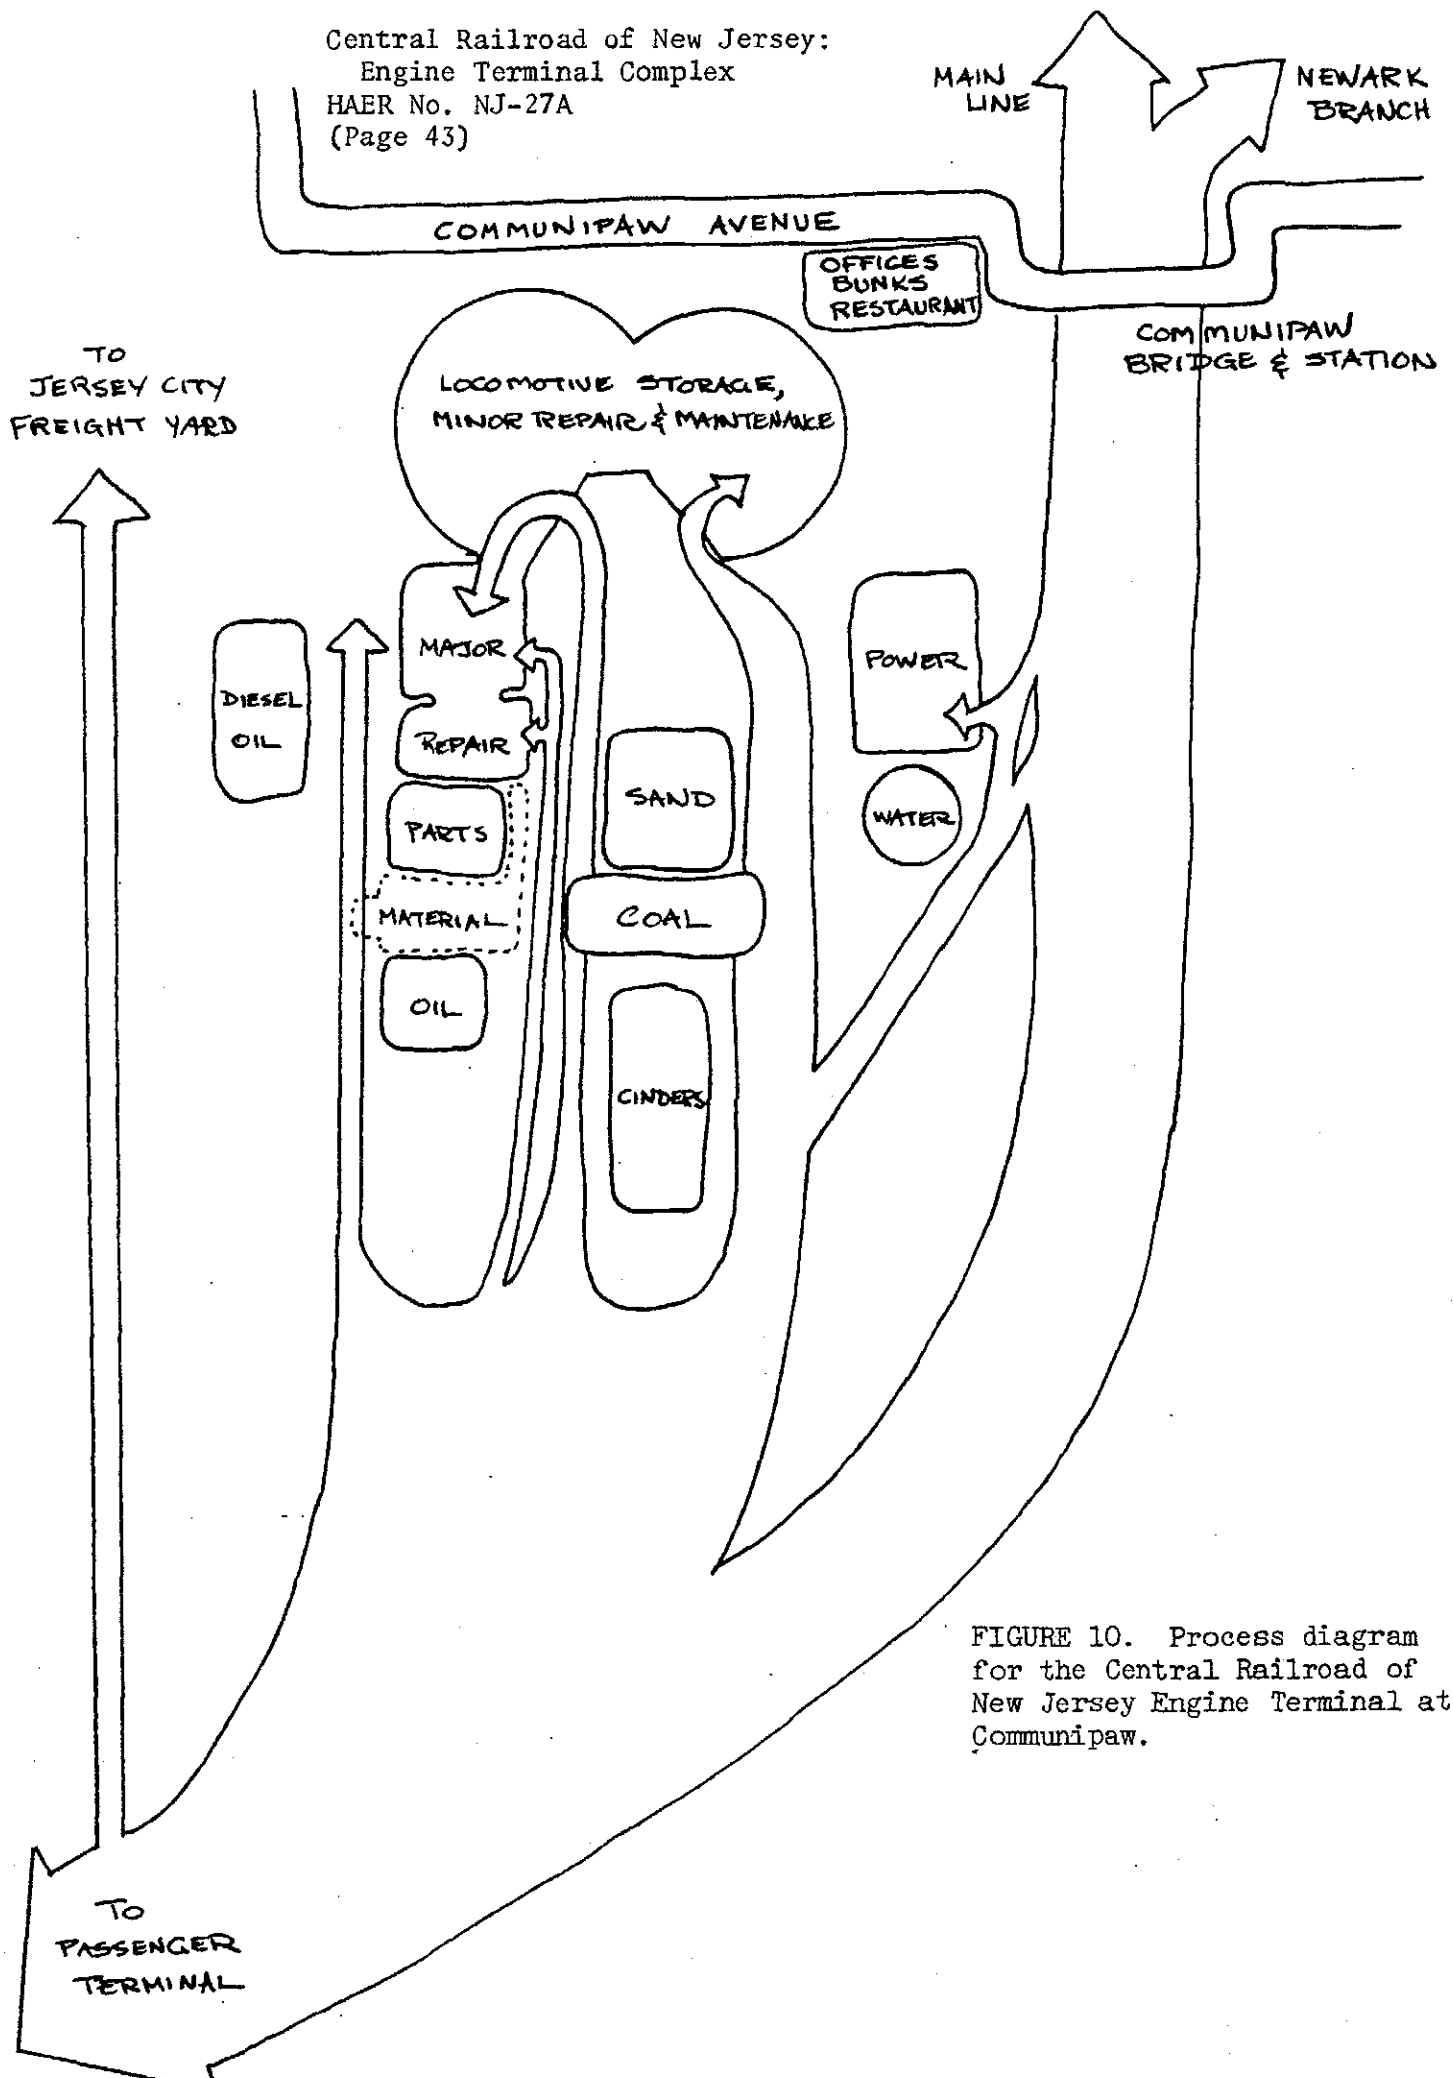 Central Railroad of New Jersey:
Engine Terminal Complex
HAER No. NJ-27A
(Page 43)
MAIN
LINE
NEWARK
BRANCH
COMMUNIPAW AVENUE
OFFICES
BUNKS
RESTAURANT
COMMUNIPAW
BRIDGE & STATION
TO
JERSEY CITY
FREIGHT YARD
LOCOMOTIVE STORAGE,
MINOR REPAIR & MAINTENANCE
MAJOR
REPAIR
DIESEL
OIL
POWER
PARTS
SAND
WATER
MATERIAL
COAL
OIL
CINDERS
FIGURE 10. Process diagram
for the Central Railroad of
New Jersey Engine Terminal at
Communipaw.
TO
PASSENGER
TERMINAL